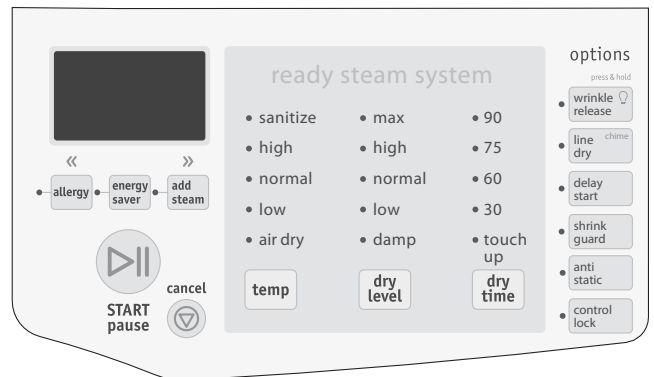 options
ready steam system
press & hold
wrinkle
release
line
dry
chime
delay
start
shrink
guard
anti
static
control
lock
• sanitize
• high
• normal
• low
• air dry
temp
• max
• high
• normal
• low
• damp
dry
level
• 90
• 75
• 60
• 30
• touch
up
dry
time
« »
allergy
energy
saver
add
steam
START
pause
cancel